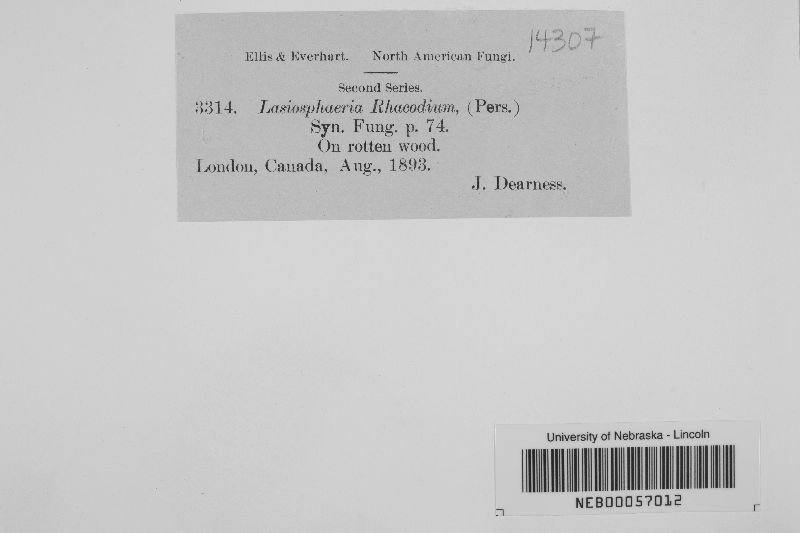 14307
Ellis & Everhart. North American Fungi.
Second Series.
3314. Lasiosphaeria Rhacodium, (Pers.)
Syn. Fung. p. 74.
On rotten wood.
London, Canada, Aug., 1893.
J. Dearness.
University of Nebraska - Lincoln
NEB00057012